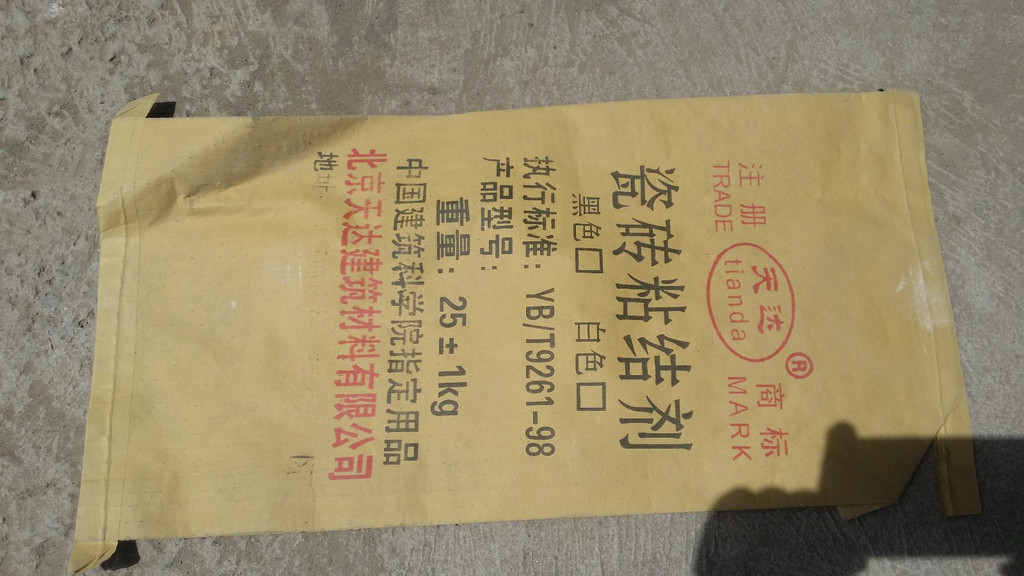 注册 商标
TRADE MARK
天达
tianda
®
瓷砖粘结剂
黑色□ 白色□
执行标准：YB/T9261-98
产品型号：
重量：25±1kg
中国建筑科学院指定用品
北京天达建筑材料有限公司
地址